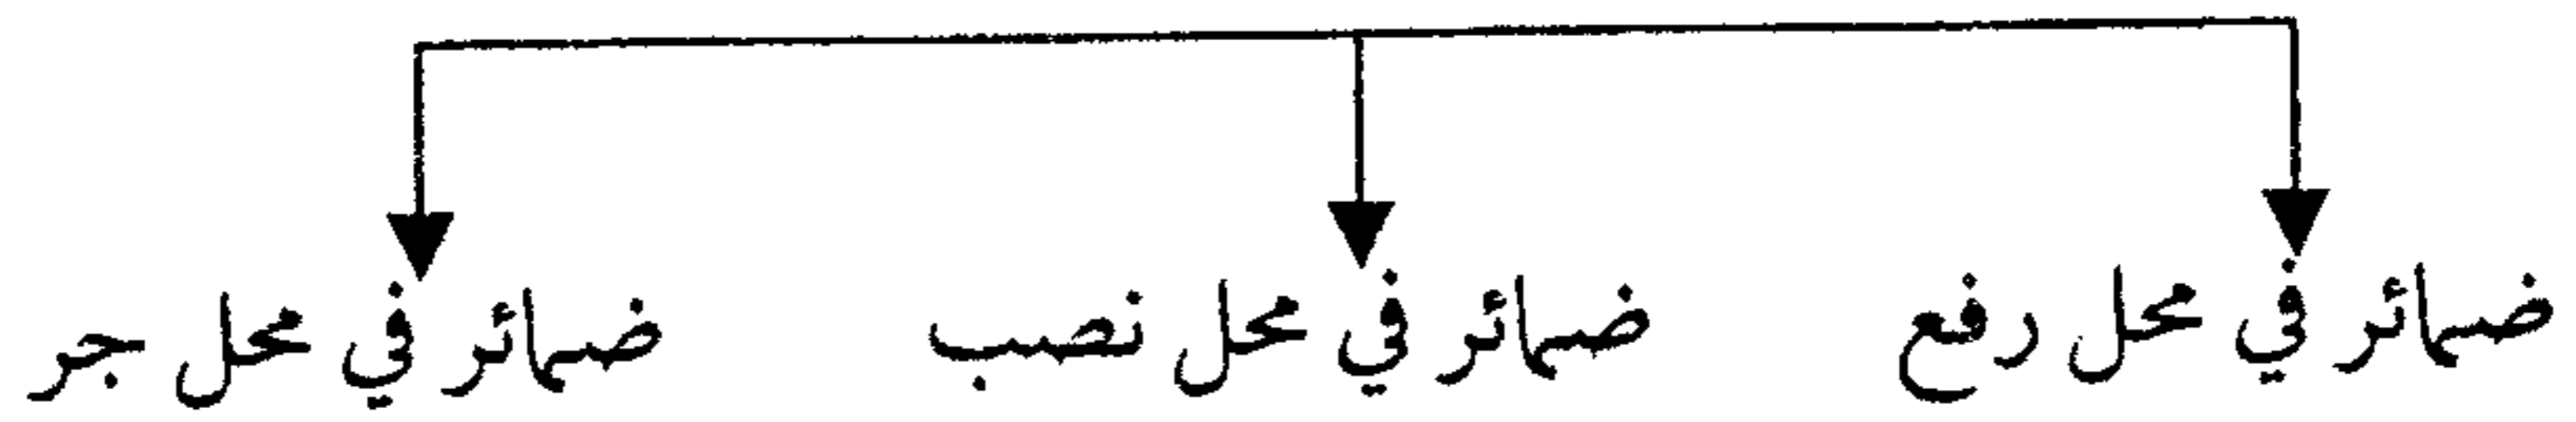 ضمائر في محل رفع ضمائر في محل نصب ضمائر في محل جر